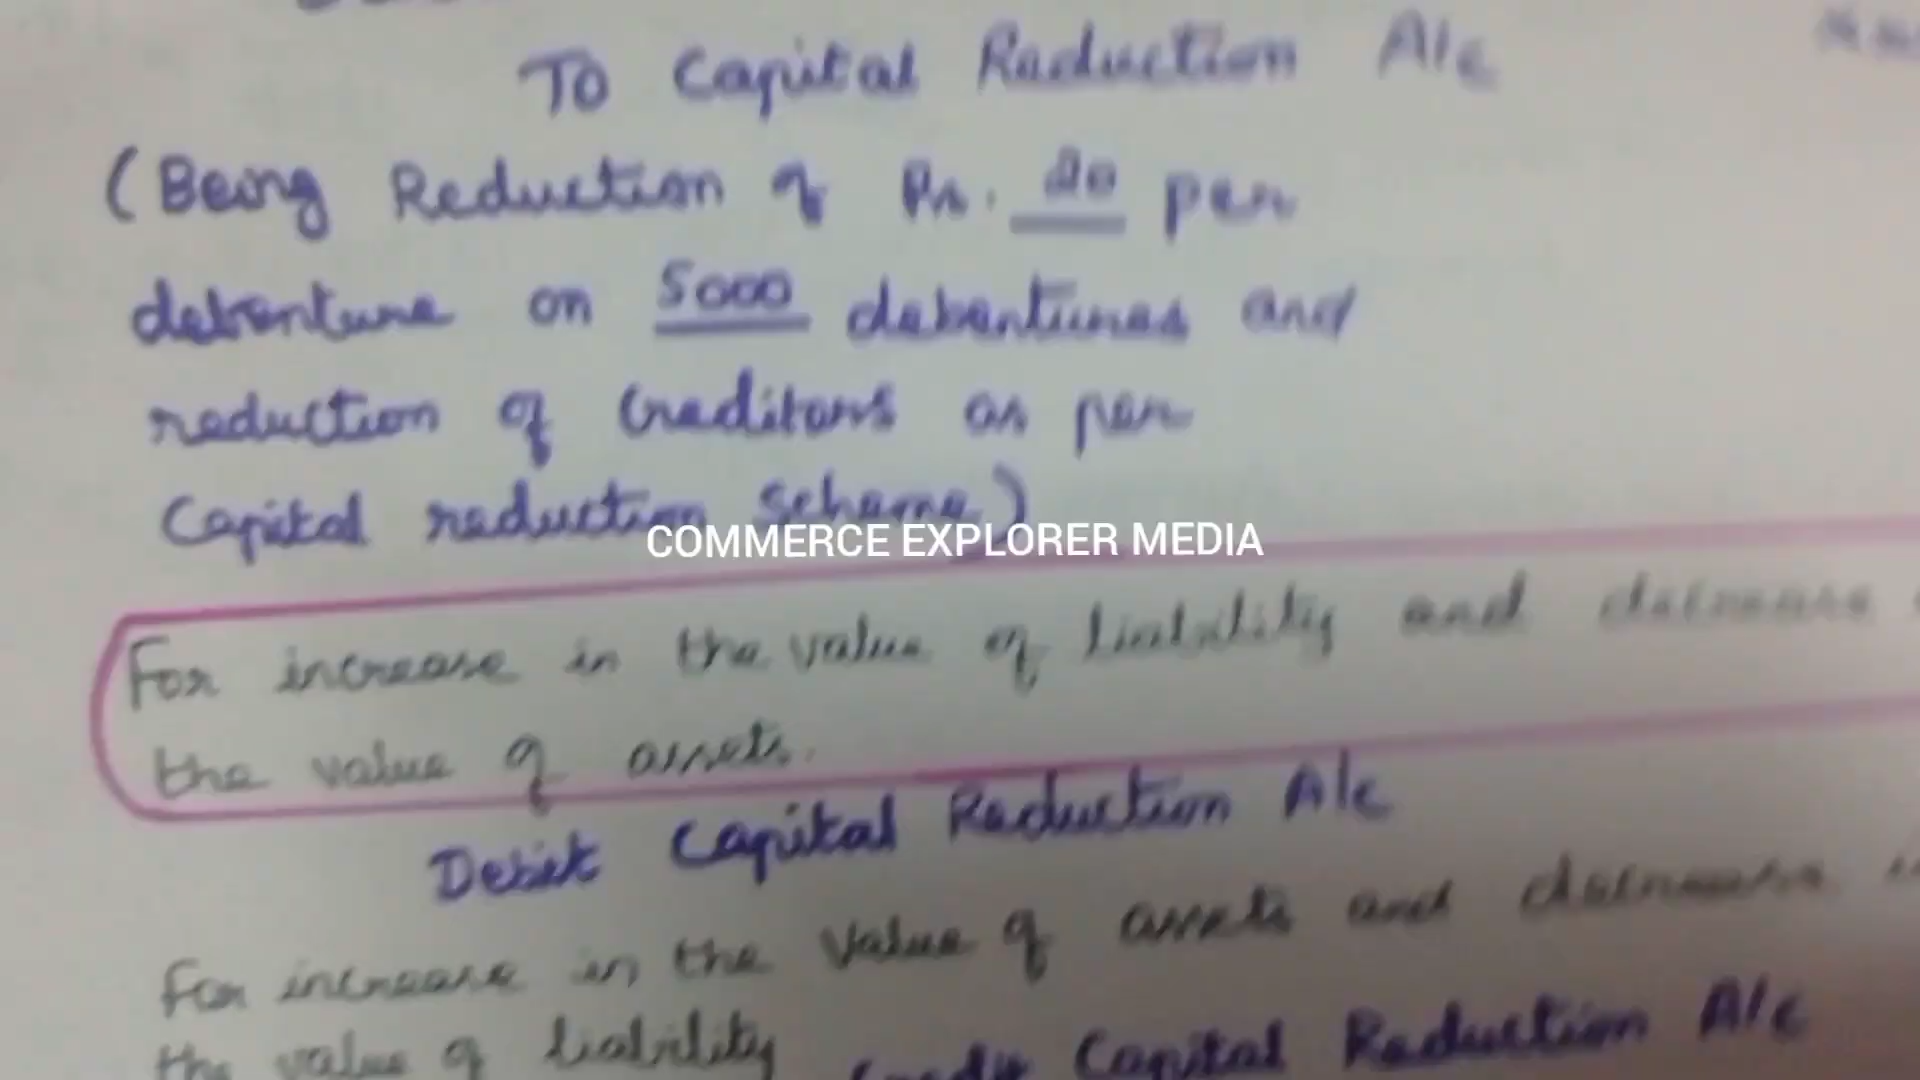 To Capital Reduction A/c
(Being Reduction of Rs. 20 per
debenture on 5000 debentures and
reduction of Creditors as per
Capital reduction Scheme)
COMMERCE EXPLORER MEDIA
For increase in the value of liability and decrease
the value of assets.
Debit Capital Reduction A/c
For increase in the Value of assets and decrease in
the value of liability Credit Capital Reduction A/c